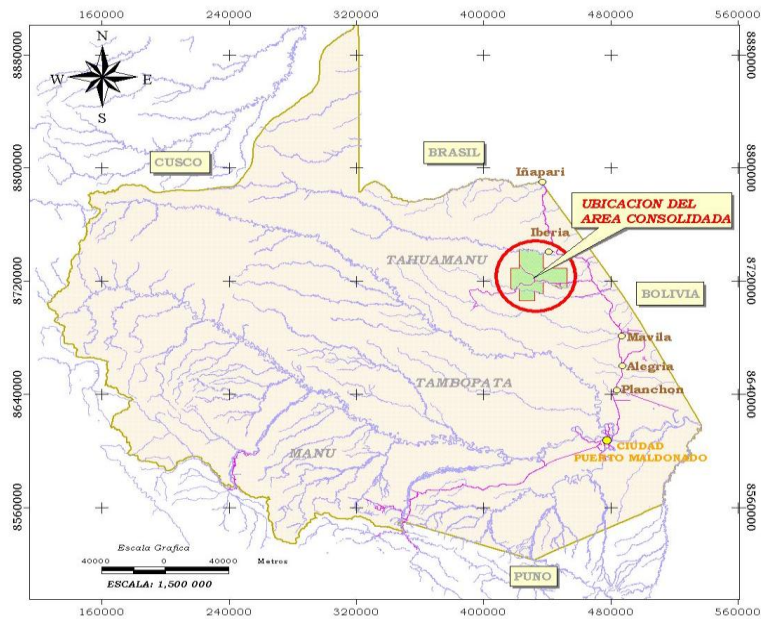 160000 240000 320000 400000 480000 560000
8880000
8880000
N
W E
S
CUSCO
BRASIL
8800000
8800000
Iñapari
UBICACION DEL
AREA CONSOLIDADA
Iberia
TAHUAMANU
8720000
8720000
BOLIVIA
Mavila
Alegria
TAMBOPATA
Planchon
8640000
8640000
CIUDAD
PUERTO MALDONADO
MANU
8560000
8560000
Escala Grafica
40000 0 40000 Metros
ESCALA: 1,500 000
PUNO
160000 240000 320000 400000 480000 560000